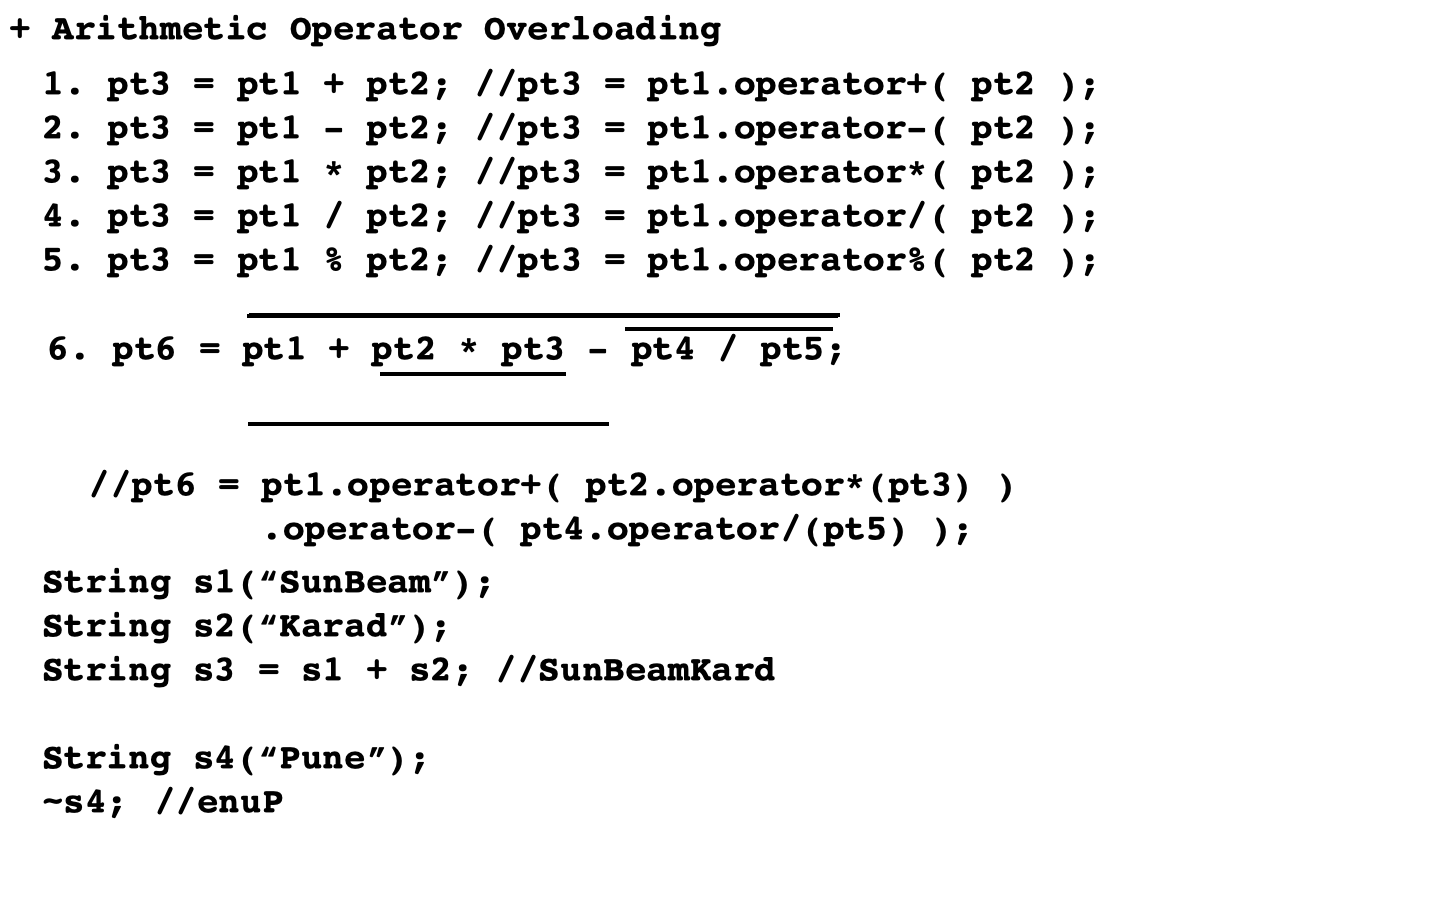 + Arithmetic Operator Overloading
1. pt3 = pt1 + pt2; //pt3 = pt1.operator+( pt2 );
2. pt3 = pt1 - pt2; //pt3 = pt1.operator-( pt2 );
3. pt3 = pt1 * pt2; //pt3 = pt1.operator*( pt2 );
4. pt3 = pt1 / pt2; //pt3 = pt1.operator/( pt2 );
5. pt3 = pt1 % pt2; //pt3 = pt1.operator%( pt2 );
6. pt6 = pt1 + pt2 * pt3 - pt4 / pt5;
//pt6 = pt1.operator+( pt2.operator*(pt3) )
.operator-( pt4.operator/(pt5) );
String s1(“SunBeam”);
String s2(“Karad”);
String s3 = s1 + s2; //SunBeamKard
String s4(“Pune”);
~s4; //enuP